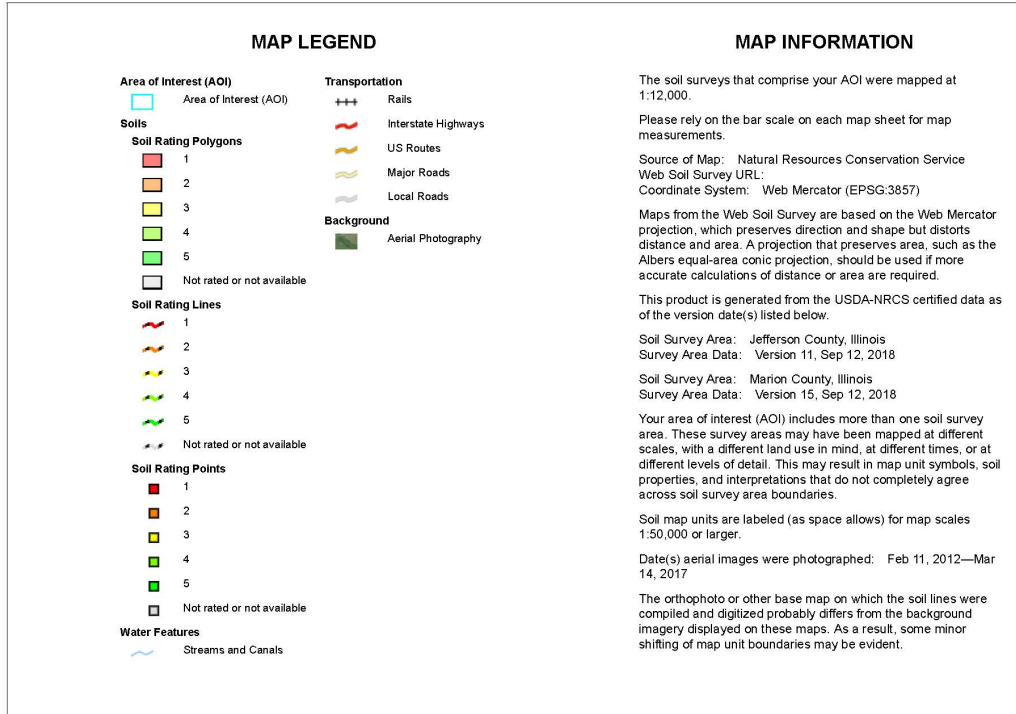 MAP LEGEND
Area of Interest (AOI)
Area of Interest (AOI)
Soils
Soil Rating Polygons
1
2
3
4
5
Not rated or not available
Soil Rating Lines
1
2
3
4
5
Not rated or not available
Soil Rating Points
1
2
3
4
5
Not rated or not available
Water Features
Streams and Canals
Transportation
Rails
Interstate Highways
US Routes
Major Roads
Local Roads
Background
Aerial Photography
MAP INFORMATION
The soil surveys that comprise your AOI were mapped at
1:12,000.
Please rely on the bar scale on each map sheet for map
measurements.
Source of Map: Natural Resources Conservation Service
Web Soil Survey URL:
Coordinate System: Web Mercator (EPSG:3857)
Maps from the Web Soil Survey are based on the Web Mercator
projection, which preserves direction and shape but distorts
distance and area. A projection that preserves area, such as the
Albers equal-area conic projection, should be used if more
accurate calculations of distance or area are required.
This product is generated from the USDA-NRCS certified data as
of the version date(s) listed below.
Soil Survey Area: Jefferson County, Illinois
Survey Area Data: Version 11, Sep 12, 2018
Soil Survey Area: Marion County, Illinois
Survey Area Data: Version 15, Sep 12, 2018
Your area of interest (AOI) includes more than one soil survey
area. These survey areas may have been mapped at different
scales, with a different land use in mind, at different times, or at
different levels of detail. This may result in map unit symbols, soil
properties, and interpretations that do not completely agree
across soil survey area boundaries.
Soil map units are labeled (as space allows) for map scales
1:50,000 or larger.
Date(s) aerial images were photographed: Feb 11, 2012—Mar
14, 2017
The orthophoto or other base map on which the soil lines were
compiled and digitized probably differs from the background
imagery displayed on these maps. As a result, some minor
shifting of map unit boundaries may be evident.